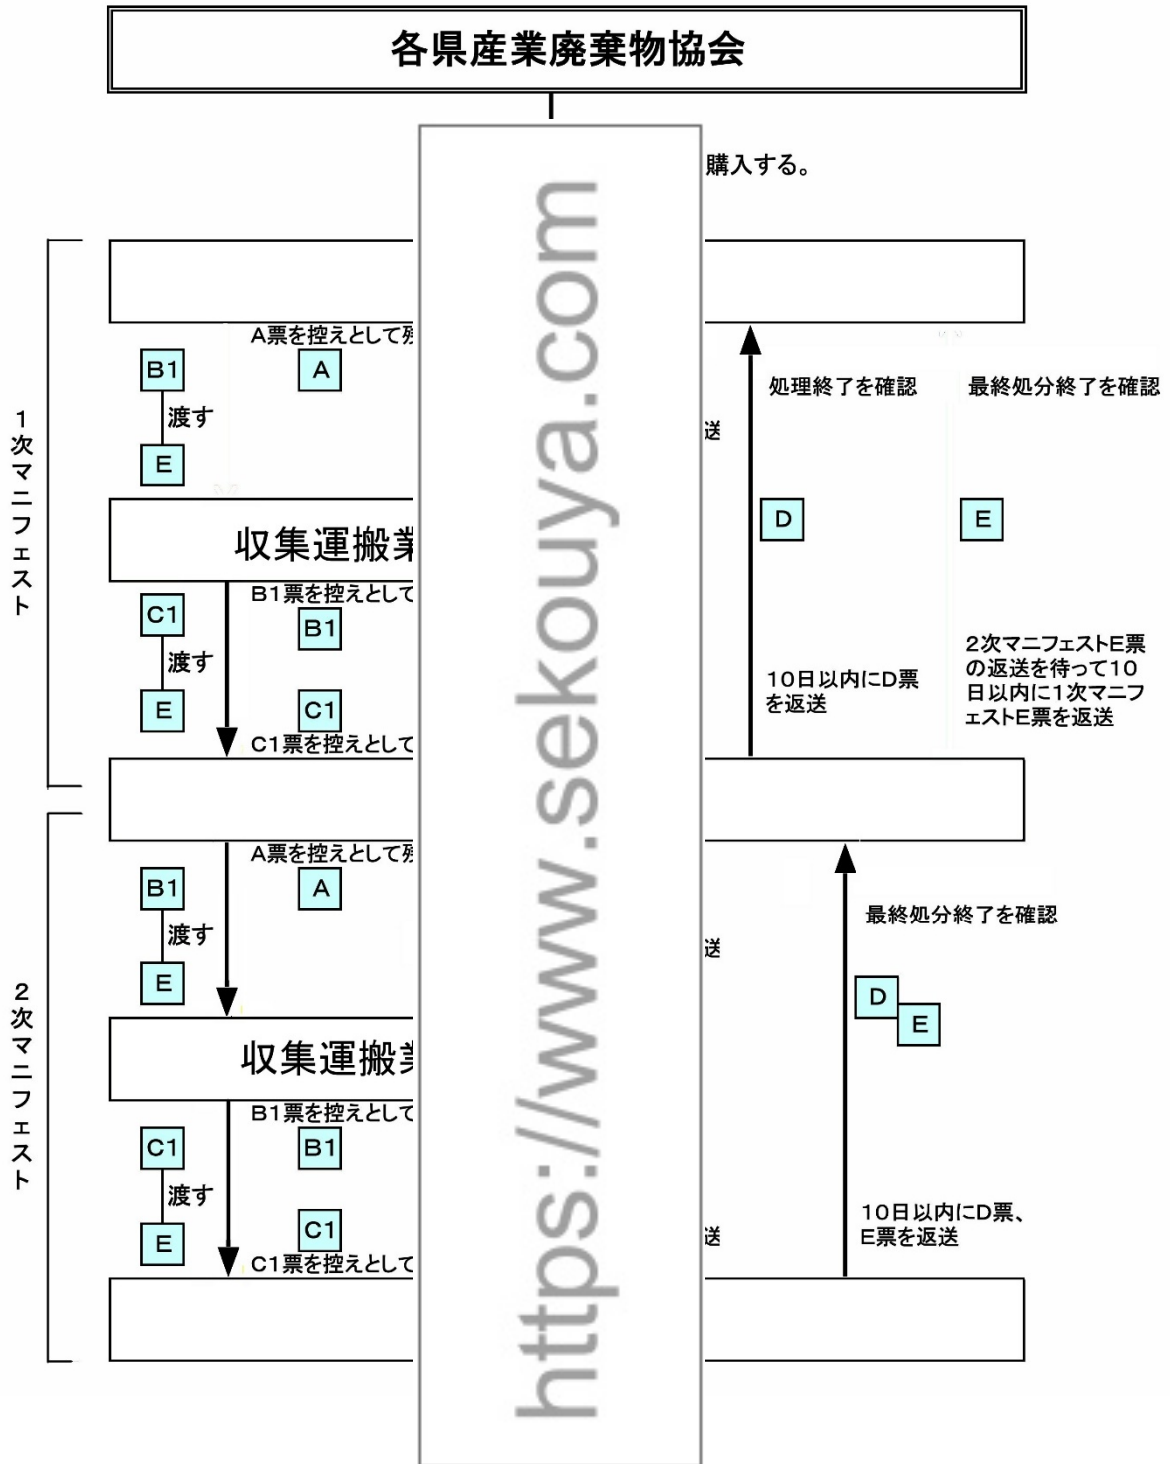 各県産業廃棄物協会
購入する。
https://www.sekouya.com
1次マニフェスト
A票を控えとして
B1
渡す
E
A
送
処理終了を確認
最終処分終了を確認
D
E
収集運搬業
B1票を控えとして
C1
渡す
E
B1
C1
C1票を控えとして
10日以内にD票
を返送
2次マニフェストE票
の返送を待って10
日以内に1次マニフ
ェストE票を返送
2次マニフェスト
A票を控えとして
B1
渡す
E
A
送
最終処分終了を確認
D
E
収集運搬業
B1票を控えとして
C1
渡す
E
B1
C1
C1票を控えとして
送
10日以内にD票、
E票を返送